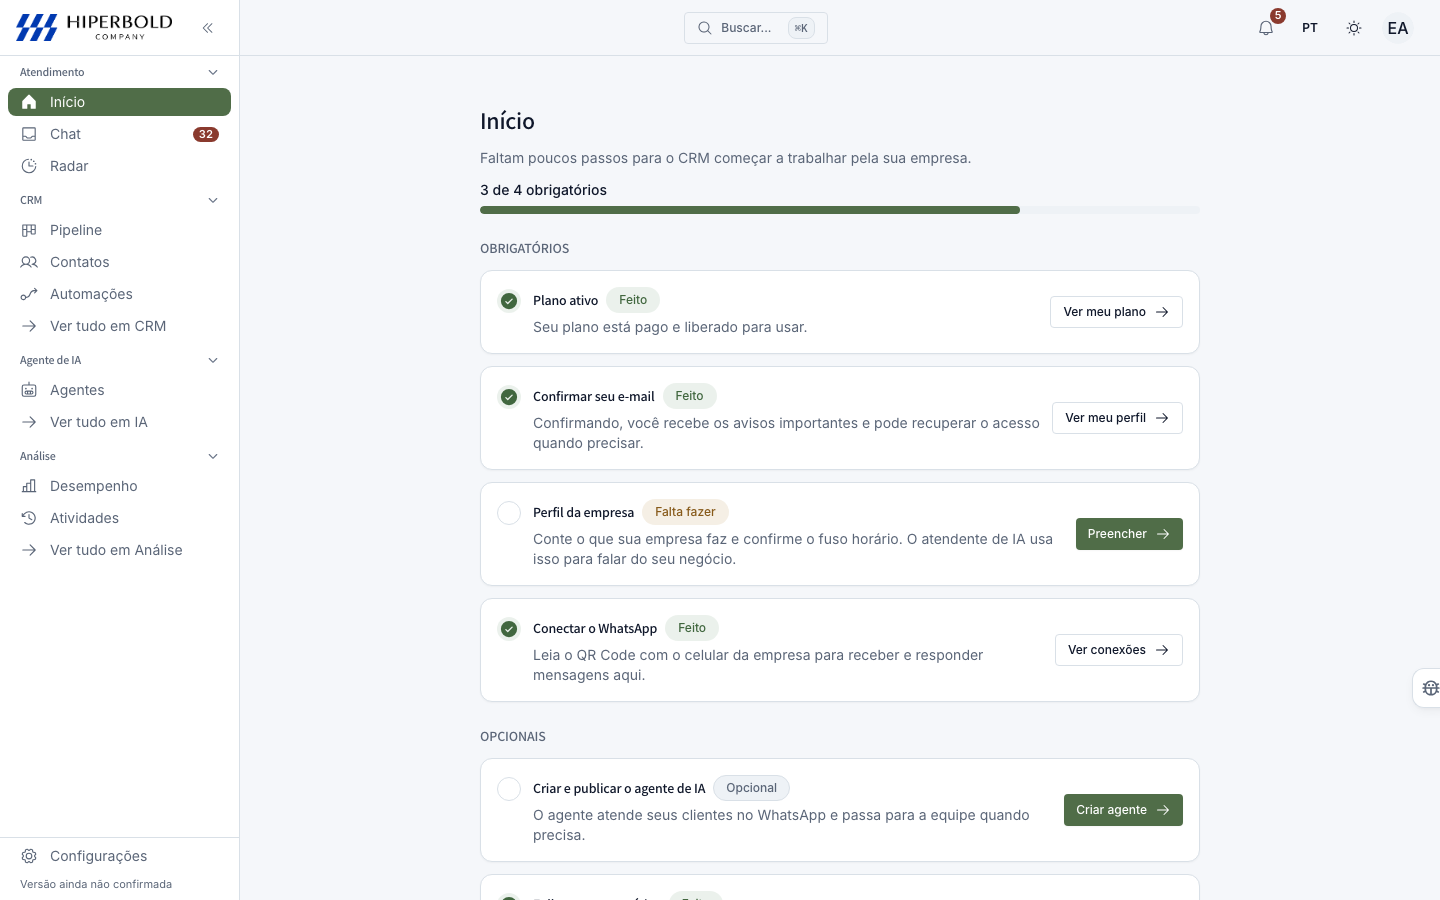 HIPERBOLD
COMPANY
Buscar...
⌘K
5
PT
EA
Atendimento
Início
Chat
32
Radar
CRM
Pipeline
Contatos
Automações
Ver tudo em CRM
Agente de IA
Agentes
Ver tudo em IA
Análise
Desempenho
Atividades
Ver tudo em Análise
Configurações
Versão ainda não confirmada
Início
Faltam poucos passos para o CRM começar a trabalhar pela sua empresa.
3 de 4 obrigatórios
OBRIGATÓRIOS
Plano ativo
Feito
Seu plano está pago e liberado para usar.
Ver meu plano
Confirmar seu e-mail
Feito
Confirmando, você recebe os avisos importantes e pode recuperar o acesso
quando precisar.
Ver meu perfil
Perfil da empresa
Falta fazer
Conte o que sua empresa faz e confirme o fuso horário. O atendente de IA usa
isso para falar do seu negócio.
Preencher
Conectar o WhatsApp
Feito
Leia o QR Code com o celular da empresa para receber e responder
mensagens aqui.
Ver conexões
OPCIONAIS
Criar e publicar o agente de IA
Opcional
O agente atende seus clientes no WhatsApp e passa para a equipe quando
precisa.
Criar agente